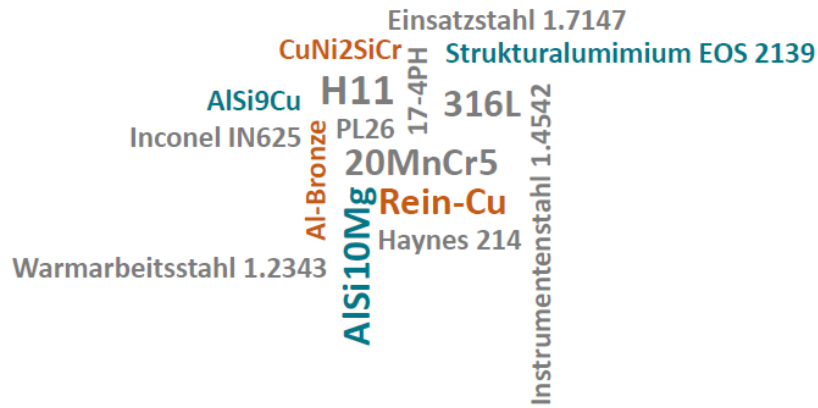 Einsatzstahl 1.7147
CuNi2SiCr
17-4PH
Strukturalumimium EOS 2139
AlSi9Cu
H11
316L
Inconel IN625
PL26
Al-Bronze
20MnCr5
Instrumentenstahl 1.4542
AlSi10Mg
Rein-Cu
Haynes 214
Warmarbeitsstahl 1.2343